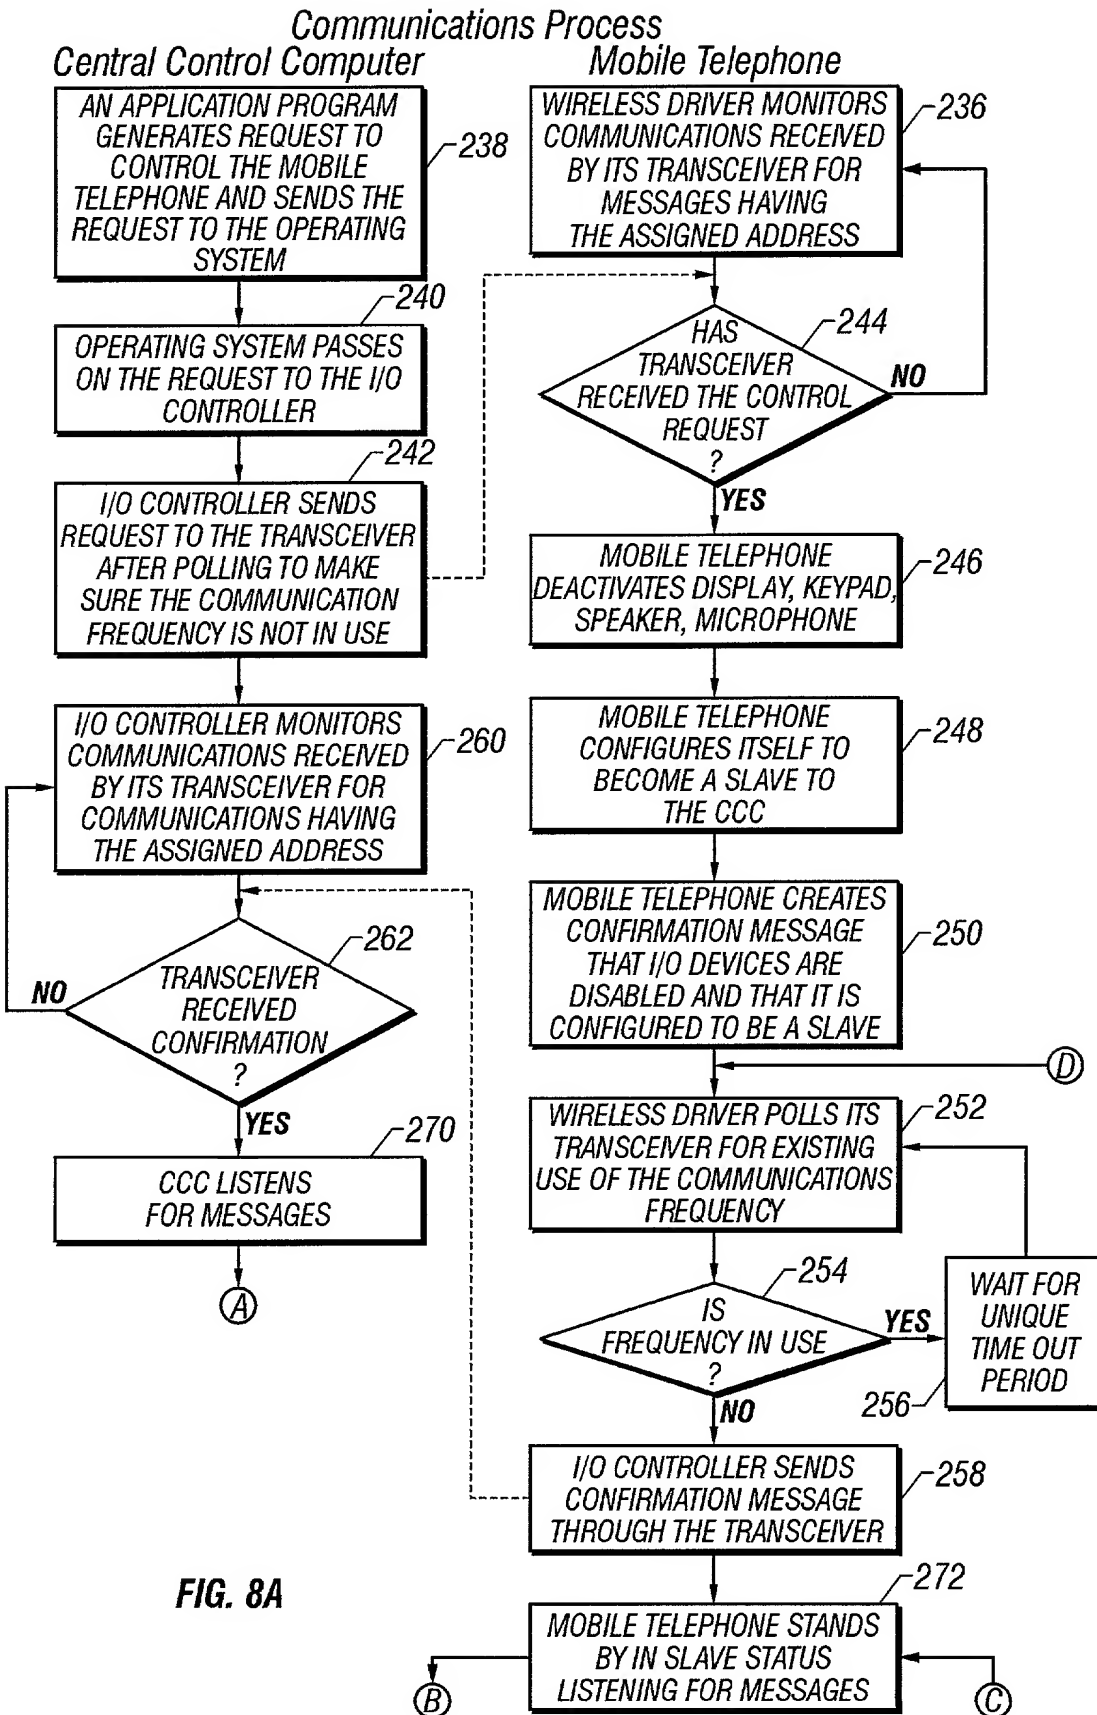 Communications Process
Central Control Computer
AN APPLICATION PROGRAM
GENERATES REQUEST TO
CONTROL THE MOBILE
TELEPHONE AND SENDS THE
REQUEST TO THE OPERATING
SYSTEM
238
240
OPERATING SYSTEM PASSES
ON THE REQUEST TO THE I/O
CONTROLLER
242
I/O CONTROLLER SENDS
REQUEST TO THE TRANSCEIVER
AFTER POLLING TO MAKE
SURE THE COMMUNICATION
FREQUENCY IS NOT IN USE
I/O CONTROLLER MONITORS
COMMUNICATIONS RECEIVED
BY ITS TRANSCEIVER FOR
COMMUNICATIONS HAVING
THE ASSIGNED ADDRESS
260
262
TRANSCEIVER
RECEIVED
CONFIRMATION
?
NO
YES
270
CCC LISTENS
FOR MESSAGES
A
Mobile Telephone
WIRELESS DRIVER MONITORS
COMMUNICATIONS RECEIVED
BY ITS TRANSCEIVER FOR
MESSAGES HAVING
THE ASSIGNED ADDRESS
236
HAS
TRANSCEIVER
RECEIVED THE CONTROL
REQUEST
?
244
NO
YES
MOBILE TELEPHONE
DEACTIVATES DISPLAY, KEYPAD,
SPEAKER, MICROPHONE
246
MOBILE TELEPHONE
CONFIGURES ITSELF TO
BECOME A SLAVE TO
THE CCC
248
MOBILE TELEPHONE CREATES
CONFIRMATION MESSAGE
THAT I/O DEVICES ARE
DISABLED AND THAT IT IS
CONFIGURED TO BE A SLAVE
250
D
WIRELESS DRIVER POLLS ITS
TRANSCEIVER FOR EXISTING
USE OF THE COMMUNICATIONS
FREQUENCY
252
254
IS
FREQUENCY IN USE
?
YES
NO
WAIT FOR
UNIQUE
TIME OUT
PERIOD
256
I/O CONTROLLER SENDS
CONFIRMATION MESSAGE
THROUGH THE TRANSCEIVER
258
272
MOBILE TELEPHONE STANDS
BY IN SLAVE STATUS
LISTENING FOR MESSAGES
B
C
FIG. 8A